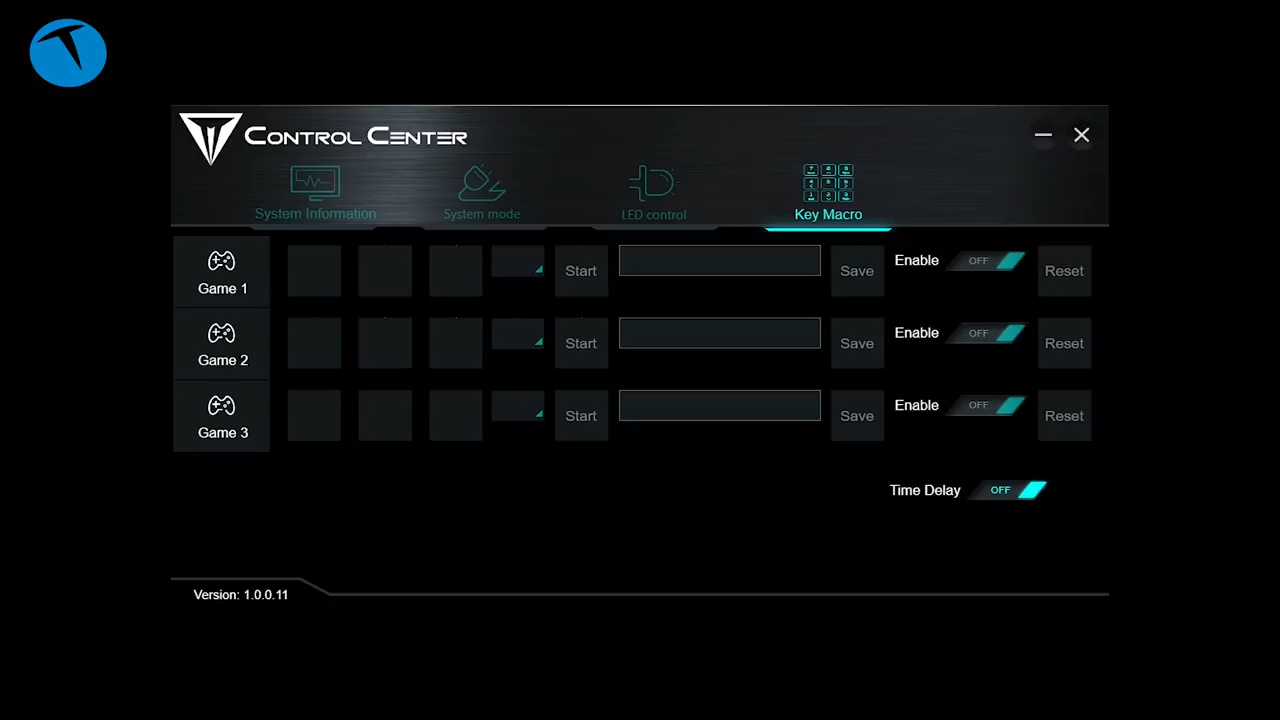 CONTROL CENTER
System Information
System mode
LED control
Key Macro
Game 1
Start
Save
Enable
OFF
Reset
Game 2
Start
Save
Enable
OFF
Reset
Game 3
Start
Save
Enable
OFF
Reset
Time Delay
OFF
Version: 1.0.0.11